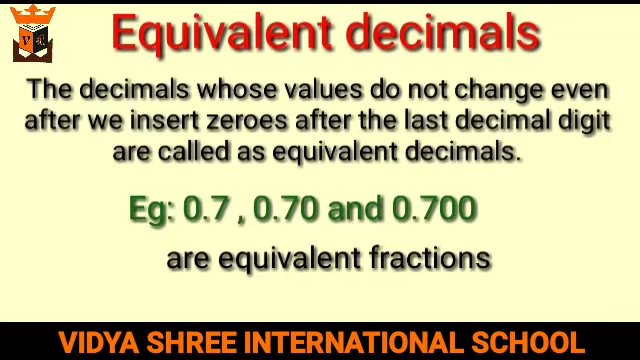 Equivalent decimals
The decimals whose values do not change even
after we insert zeroes after the last decimal digit
are called as equivalent decimals.
Eg: 0.7 , 0.70 and 0.700
are equivalent fractions
VIDYA SHREE INTERNATIONAL SCHOOL